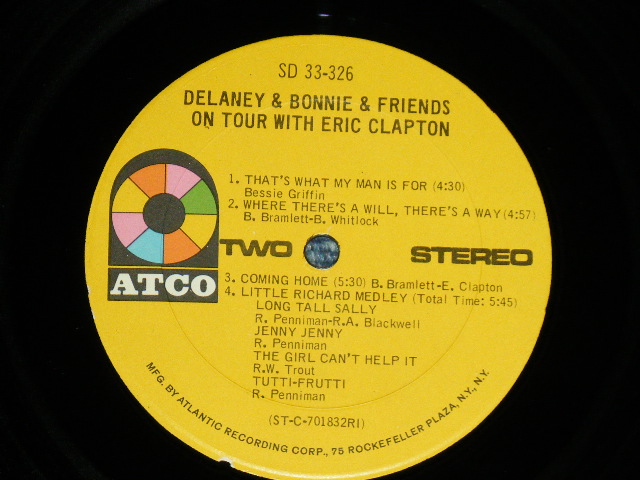 SD 33-326
DELANEY & BONNIE & FRIENDS
ON TOUR WITH ERIC CLAPTON
1. THAT'S WHAT MY MAN IS FOR (4:30)
Bessie Griffin
2. WHERE THERE'S A WILL, THERE'S A WAY (4:57)
B. Bramlett-B. Whitlock
TWO STEREO
ATCO
3. COMING HOME (5:30) B. Bramlett-E. Clapton
4. LITTLE RICHARD MEDLEY (Total Time: 5:45)
LONG TALL SALLY
R. Penniman-R.A. Blackwell
JENNY JENNY
R. Penniman
THE GIRL CAN'T HELP IT
R.W. Trout
TUTTI-FRUTTI
R. Penniman
(ST-C-701832RI)
MFG. BY ATLANTIC RECORDING CORP., 75 ROCKEFELLER PLAZA, N.Y., N.Y.